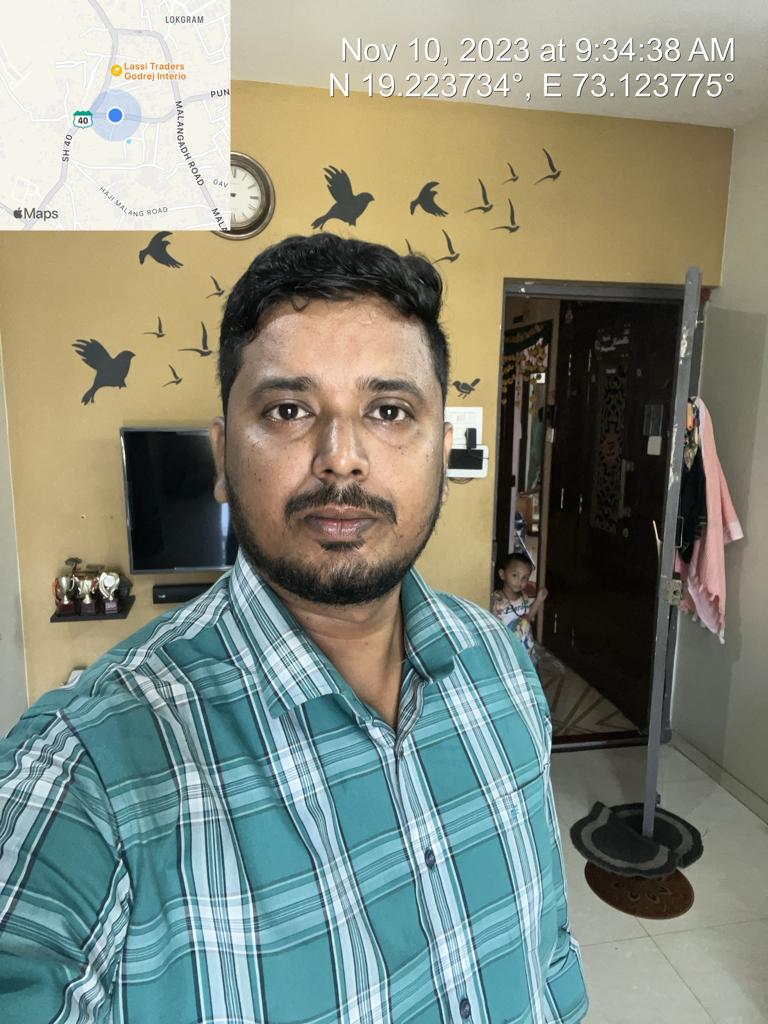 Nov 10, 2023 at 9:34:38 AM
N 19.223734°, E 73.123775°
LOKGRAM
Lassi Traders
Godrej Interio
PUN
40
SH 40
MALANGADH ROAD
GAV
HAJI MALANG ROAD
MALA
Maps